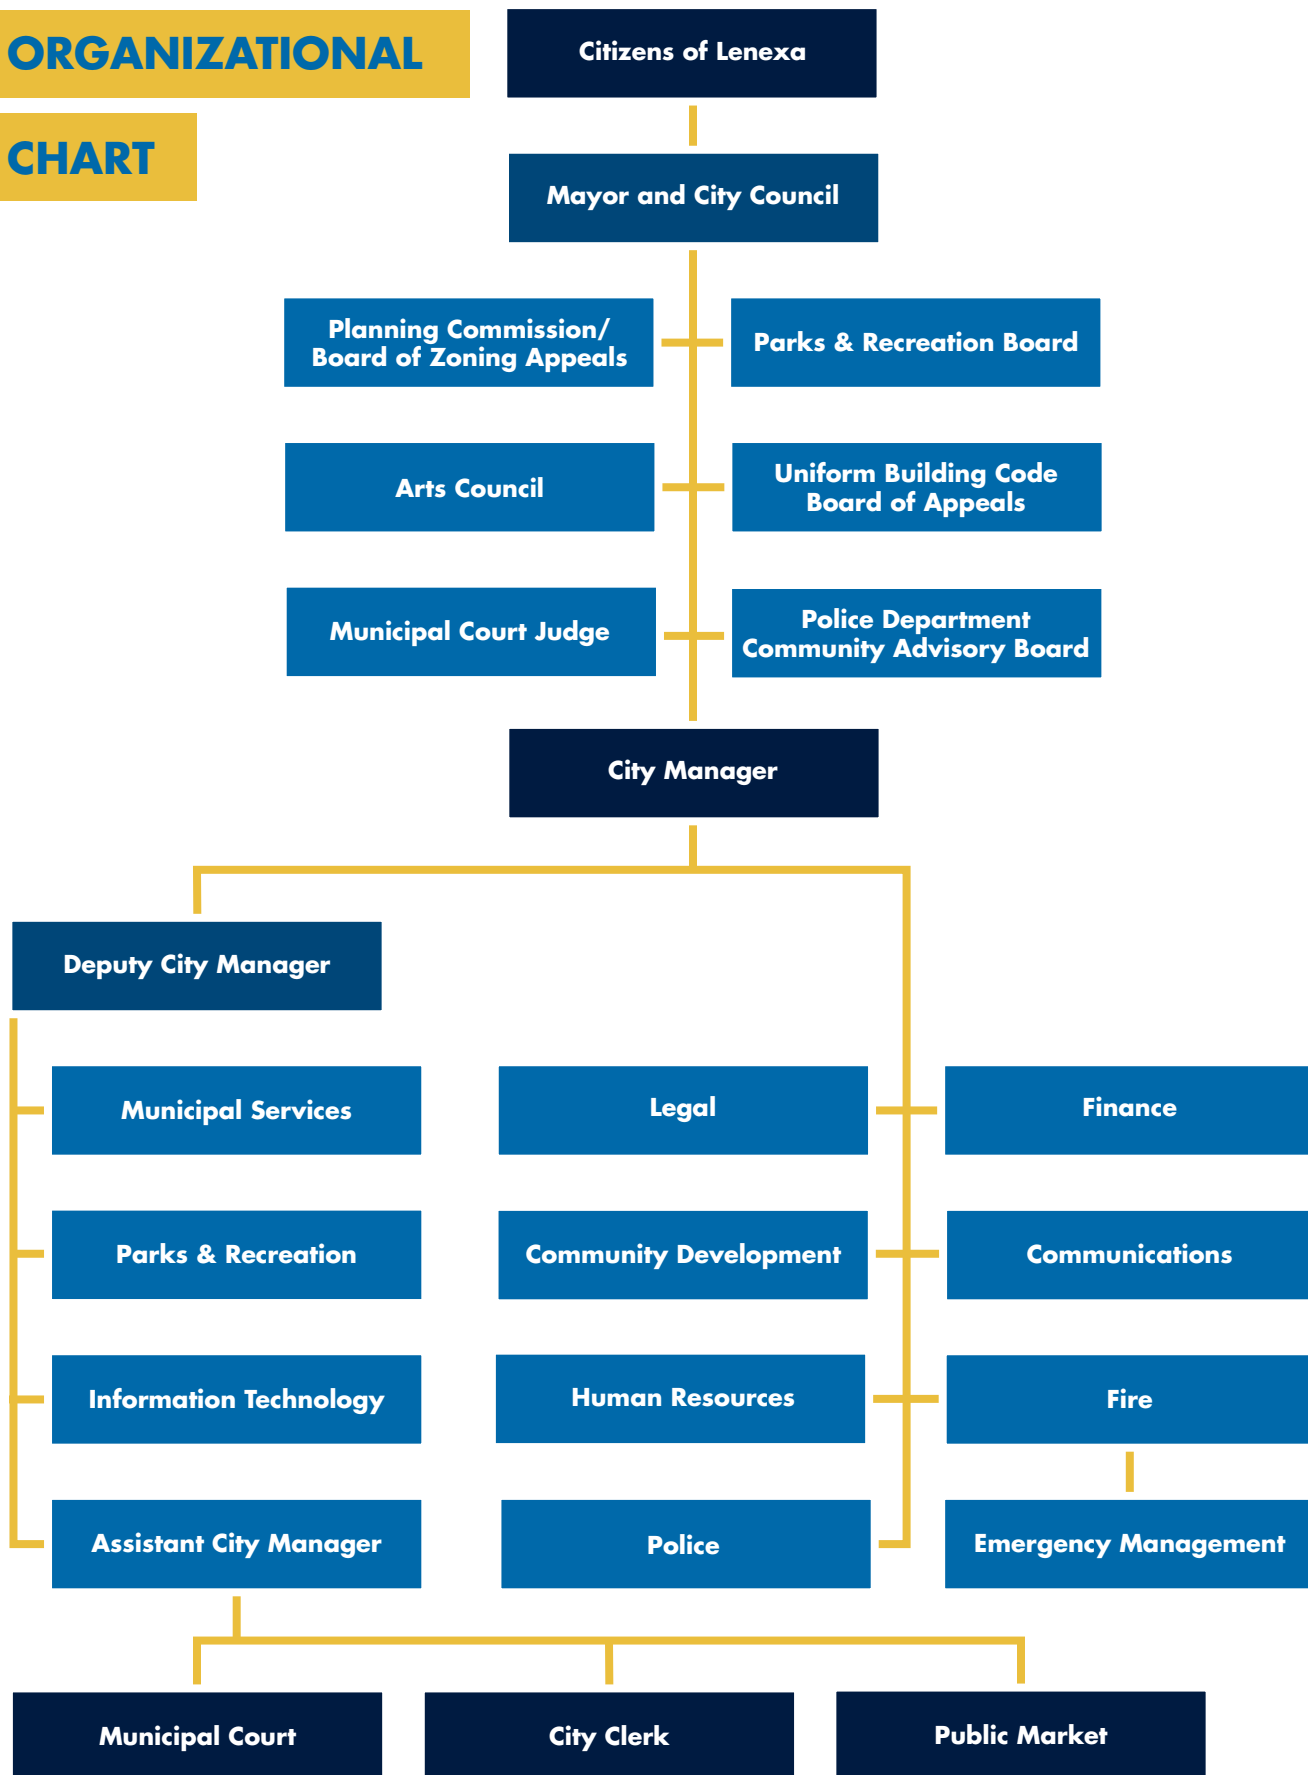 ORGANIZATIONAL
CHART
Citizens of Lenexa
Mayor and City Council
Planning Commission/
Board of Zoning Appeals
Parks & Recreation Board
Arts Council
Uniform Building Code
Board of Appeals
Municipal Court Judge
Police Department
Community Advisory Board
City Manager
Deputy City Manager
Municipal Services
Legal
Finance
Parks & Recreation
Community Development
Communications
Information Technology
Human Resources
Fire
Assistant City Manager
Police
Emergency Management
Municipal Court
City Clerk
Public Market